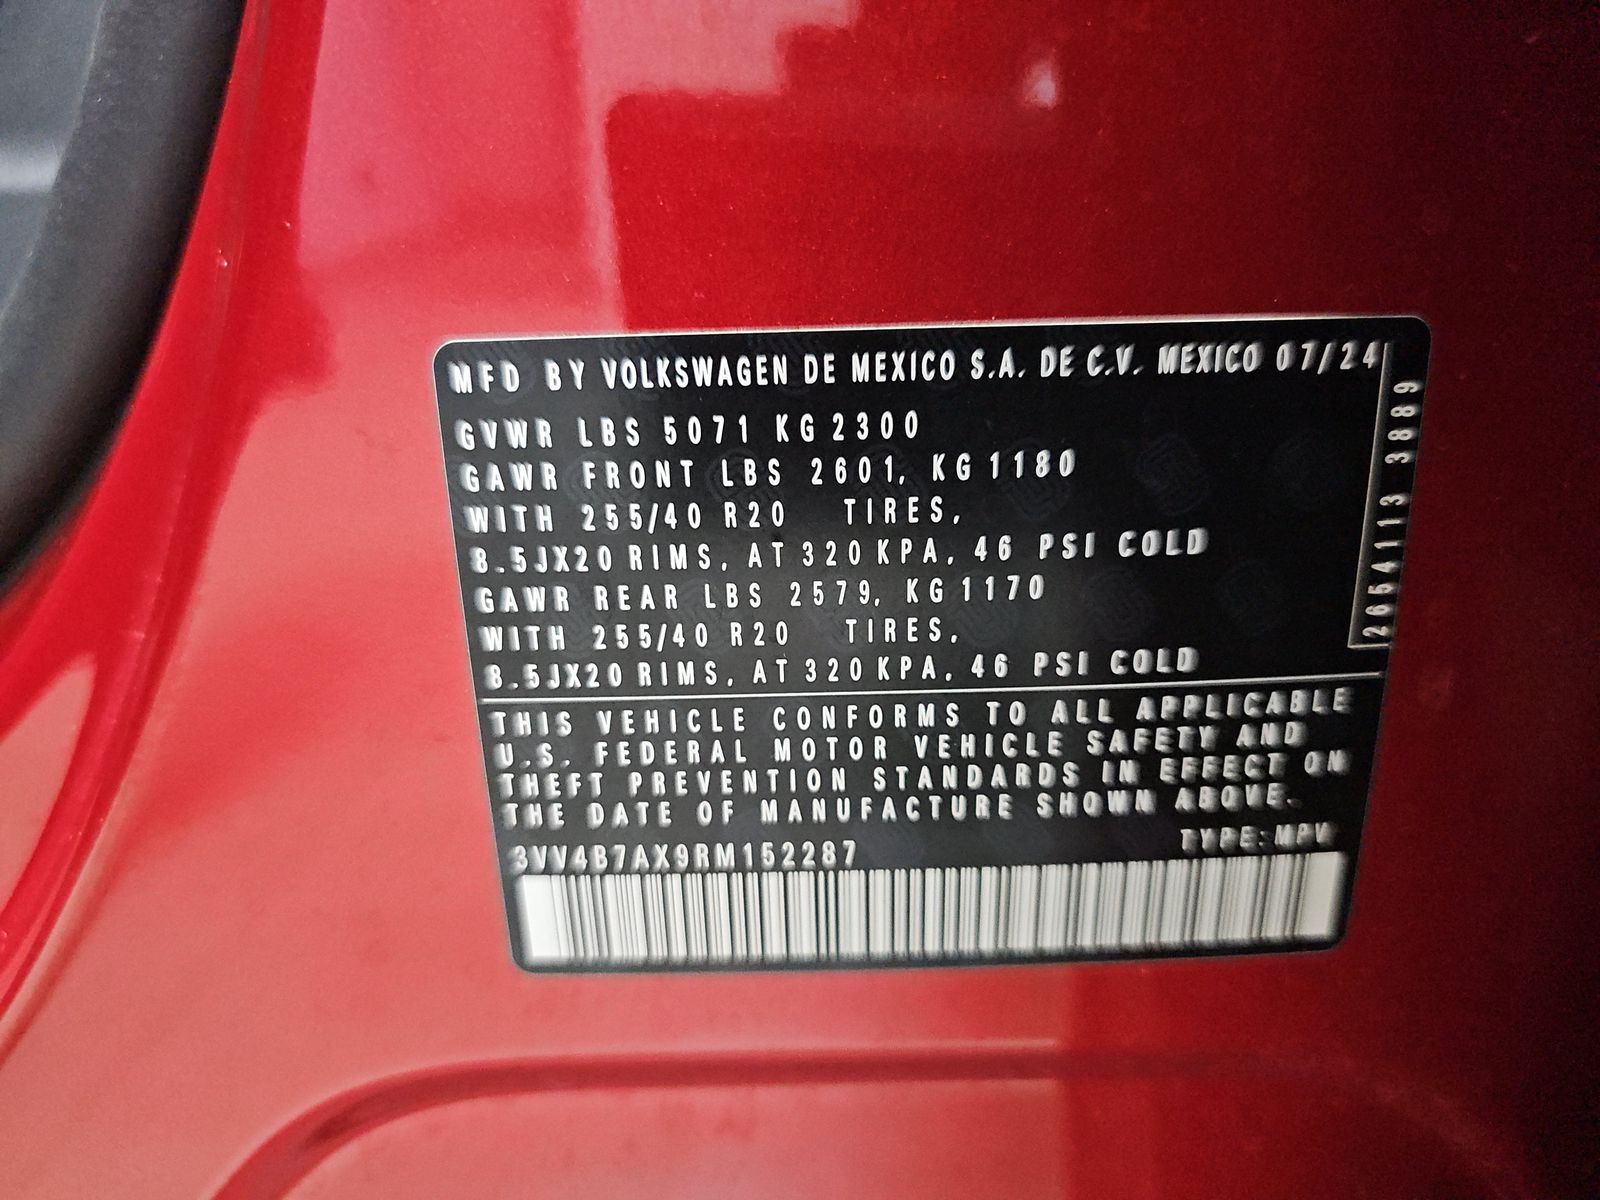 MFD BY VOLKSWAGEN DE MEXICO S.A. DE C.V. MEXICO 07/24
GVWR LBS 5071 KG 2300
GAWR FRONT LBS 2601, KG 1180
WITH 255/40 R20 TIRES,
8.5JX20 RIMS, AT 320 KPA, 46 PSI COLD
GAWR REAR LBS 2579, KG 1170
WITH 255/40 R20 TIRES,
8.5JX20 RIMS, AT 320 KPA, 46 PSI COLD
2654113 3889
THIS VEHICLE CONFORMS TO ALL APPLICABLE
U.S. FEDERAL MOTOR VEHICLE SAFETY AND
THEFT PREVENTION STANDARDS IN EFFECT ON
THE DATE OF MANUFACTURE SHOWN ABOVE.
3VV4B7AX9RM152287 TYPE: MPV